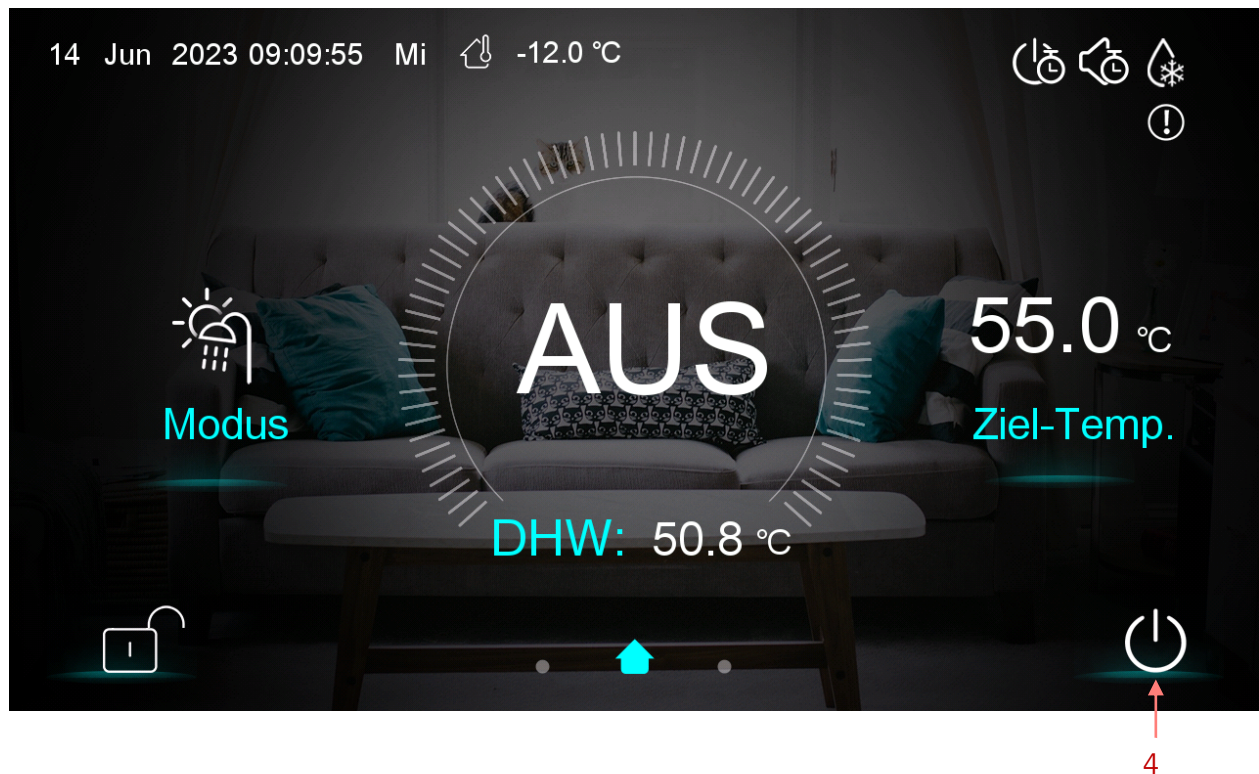 14 Jun 2023 09:09:55 Mi -12.0 ℃
AUS
55.0 ℃
Modus
Ziel-Temp.
DHW: 50.8 ℃
4